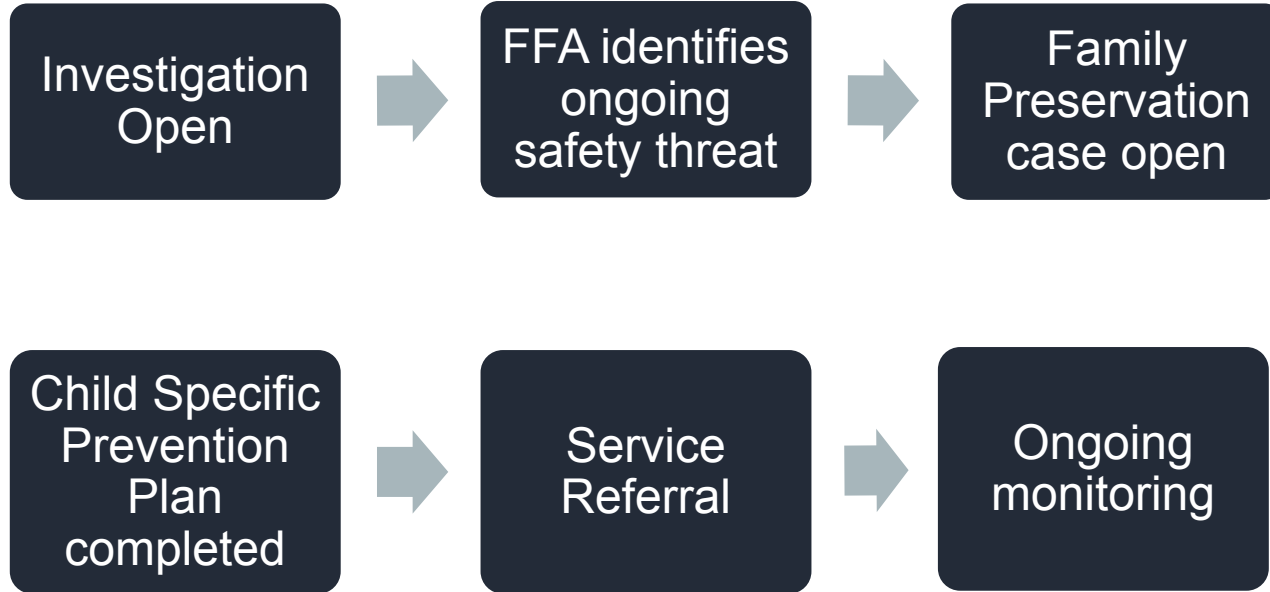 Investigation
Open
FFA identifies
ongoing
safety threat
Family
Preservation
case open
Child Specific
Prevention
Plan
completed
Service
Referral
Ongoing
monitoring